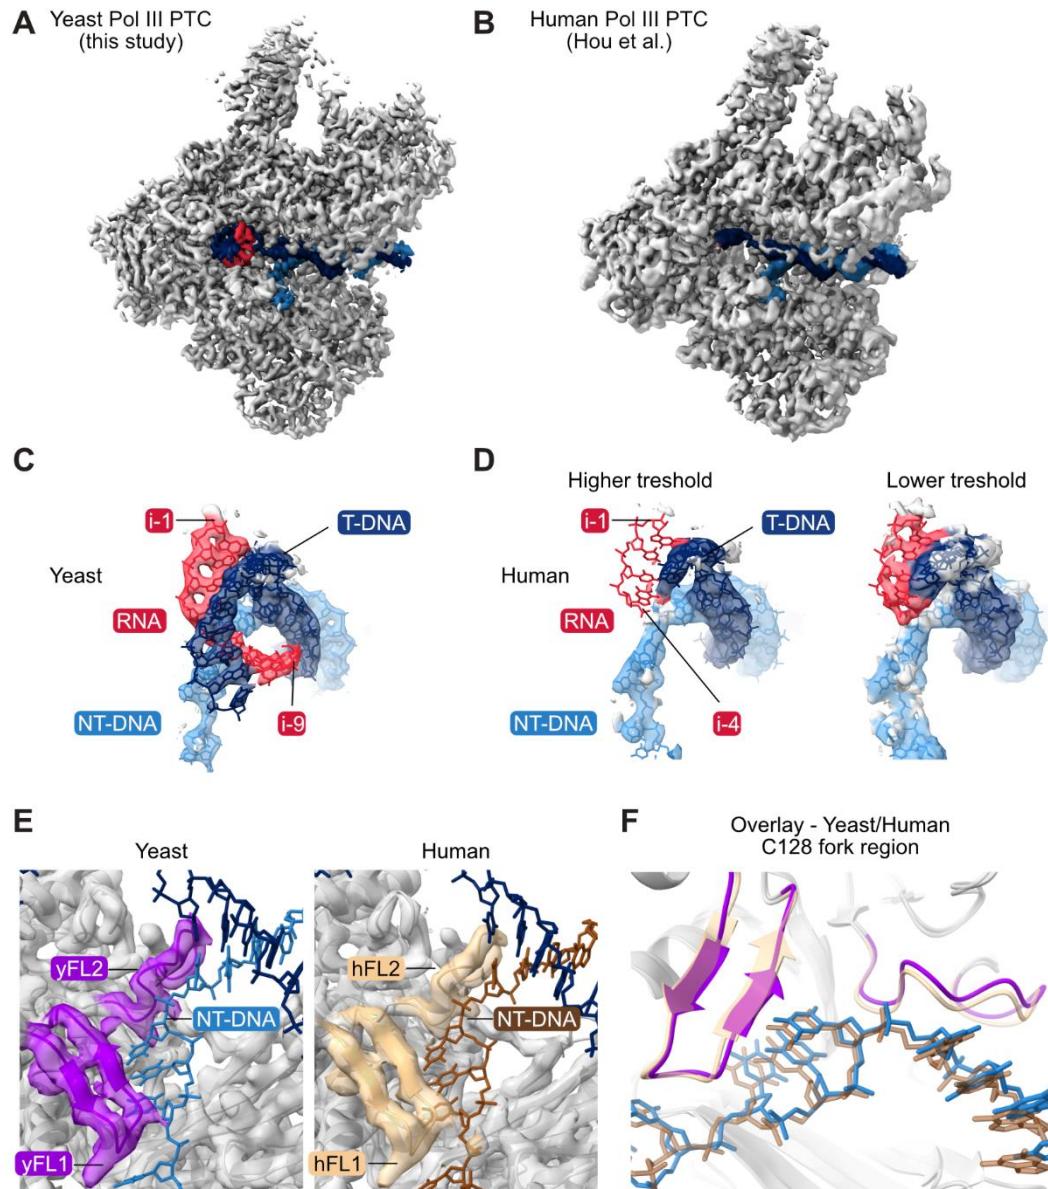 A
Yeast Pol III PTC
(this study)
B
Human Pol III PTC
(Hou et al.)
C
Yeast
i-1
T-DNA
RNA
NT-DNA
i-9
D
Higher treshold
Lower treshold
Human
i-1
T-DNA
RNA
NT-DNA
i-4
E
Yeast
Human
yFL2
NT-DNA
yFL1
hFL2
NT-DNA
hFL1
F
Overlay - Yeast/Human
C128 fork region